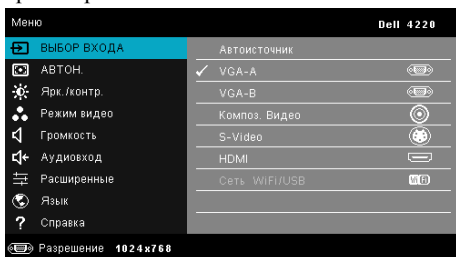 Меню Dell 4220
ВЫБОР ВХОДА
АВТОН.
Ярк./контр.
Режим видео
Громкость
Аудиовход
Расширенные
Язык
? Справка
Автоисточник
✓ VGA-A
VGA-B
Композ. Видео
S-Video
HDMI
Сеть WiFi/USB WiFi
Разрешение 1024x768